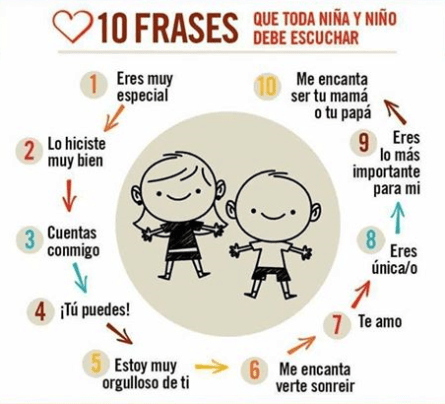 10 FRASES
QUE TODA NIÑA Y NIÑO
DEBE ESCUCHAR
1
Eres muy
especial
2
Lo hiciste
muy bien
3
Cuentas
conmigo
4
¡Tú puedes!
5
Estoy muy
orgulloso de ti
6
Me encanta
verte sonreir
7
Te amo
8
Eres
única/o
9
Eres
lo más
importante
para mi
10
Me encanta
ser tu mamá
o tu papá